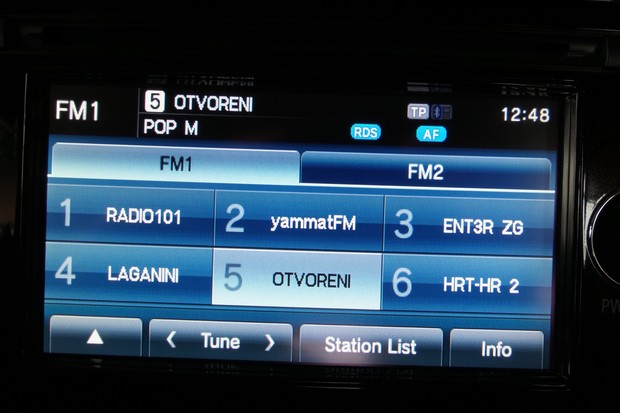 FM1
5 OTVORENI
TP
12:48
POP M
RDS
AF
FM1
FM2
1 RADIO101
2 yammatFM
3 ENT3R ZG
4 LAGANINI
5 OTVORENI
6 HRT-HR 2
Tune
Station List
Info